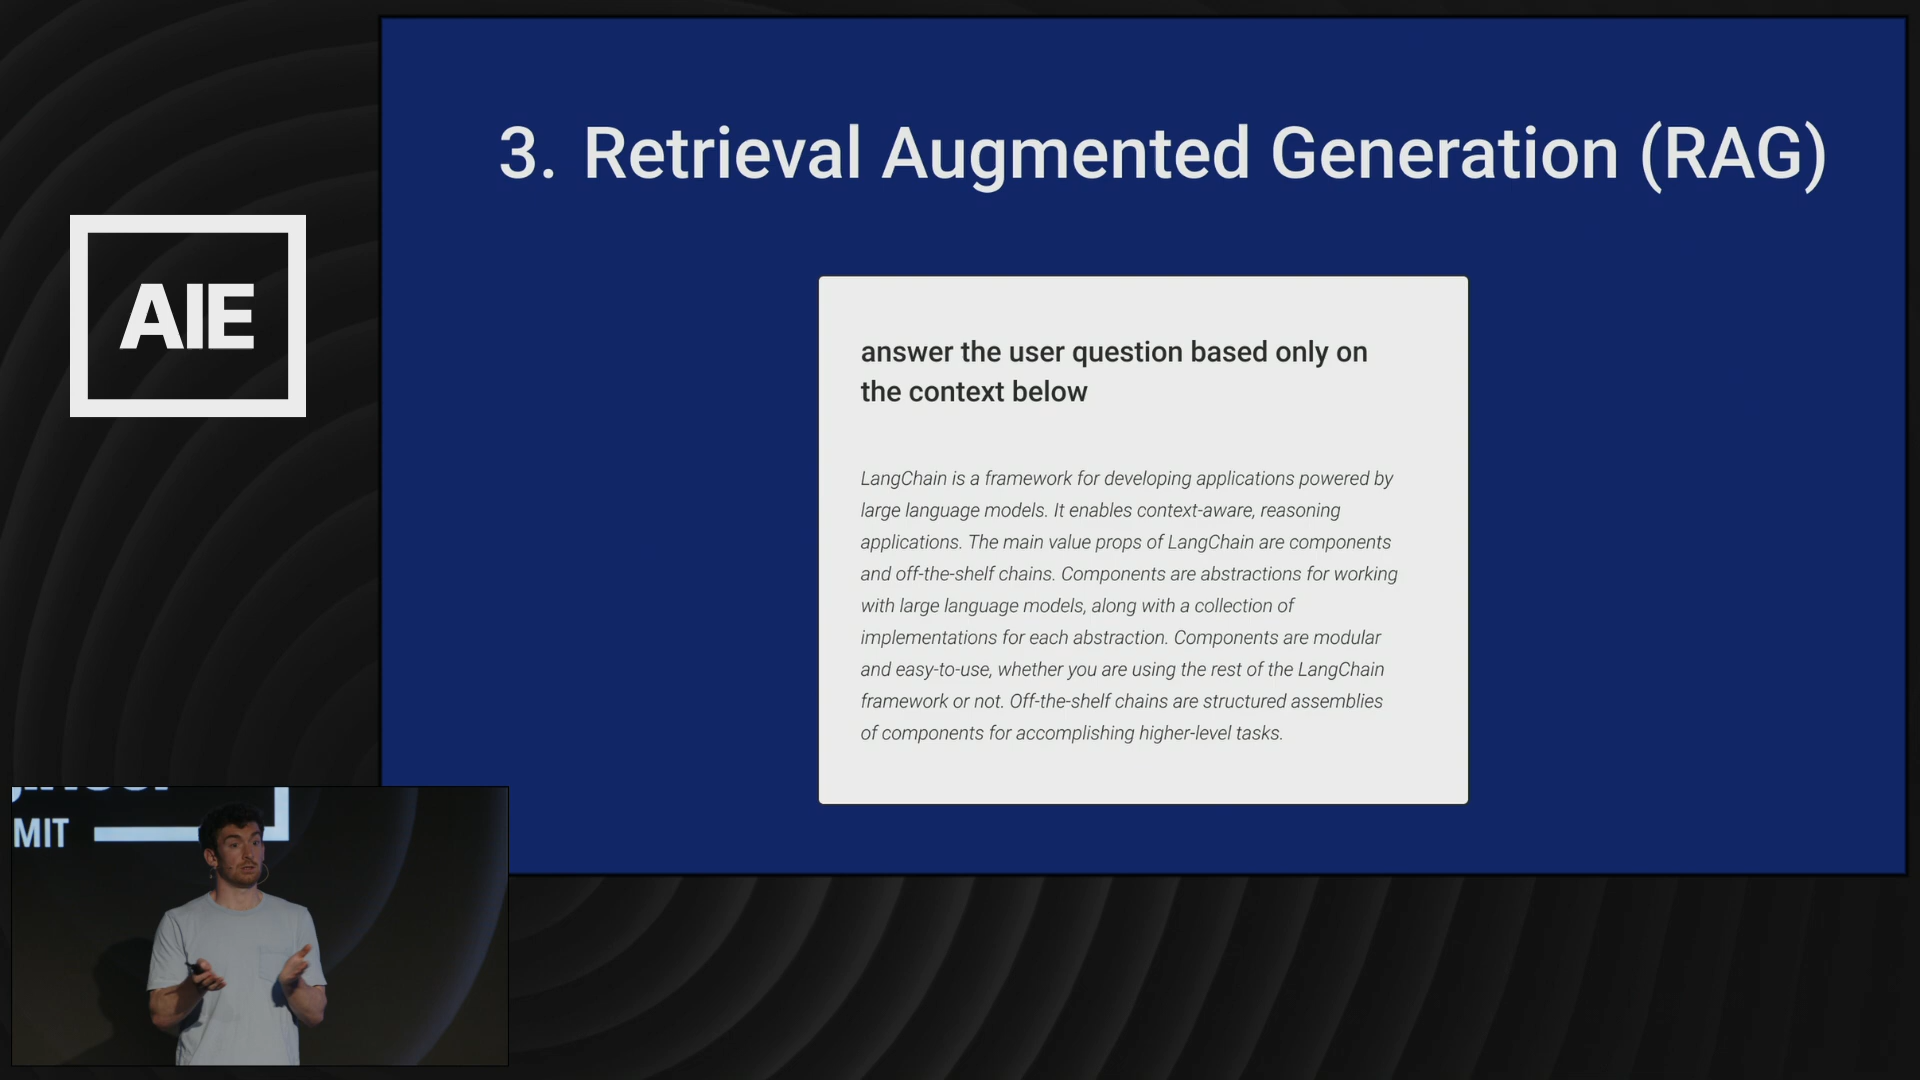 3. Retrieval Augmented Generation (RAG)
AIE
answer the user question based only on
the context below
LangChain is a framework for developing applications powered by
large language models. It enables context-aware, reasoning
applications. The main value props of LangChain are components
and off-the-shelf chains. Components are abstractions for working
with large language models, along with a collection of
implementations for each abstraction. Components are modular
and easy-to-use, whether you are using the rest of the LangChain
framework or not. Off-the-shelf chains are structured assemblies
of components for accomplishing higher-level tasks.
MIT